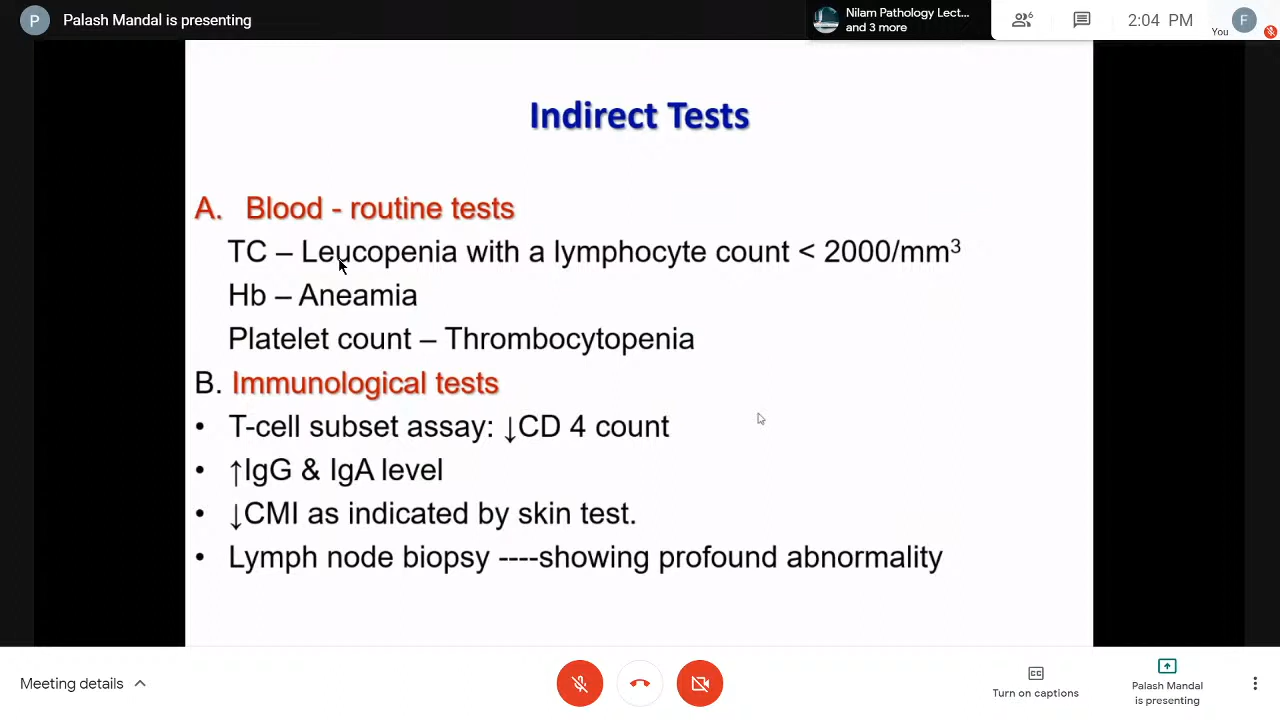 P
Palash Mandal is presenting
Nilam Pathology Lect...
and 3 more
6
2:04 PM
You
F
Indirect Tests
A. Blood - routine tests
TC – Leucopenia with a lymphocyte count < 2000/mm³
Hb – Aneamia
Platelet count – Thrombocytopenia
B. Immunological tests
• T-cell subset assay: ↓CD 4 count
• ↑IgG & IgA level
• ↓CMI as indicated by skin test.
• Lymph node biopsy ----showing profound abnormality
Meeting details
CC
Turn on captions
Palash Mandal
is presenting